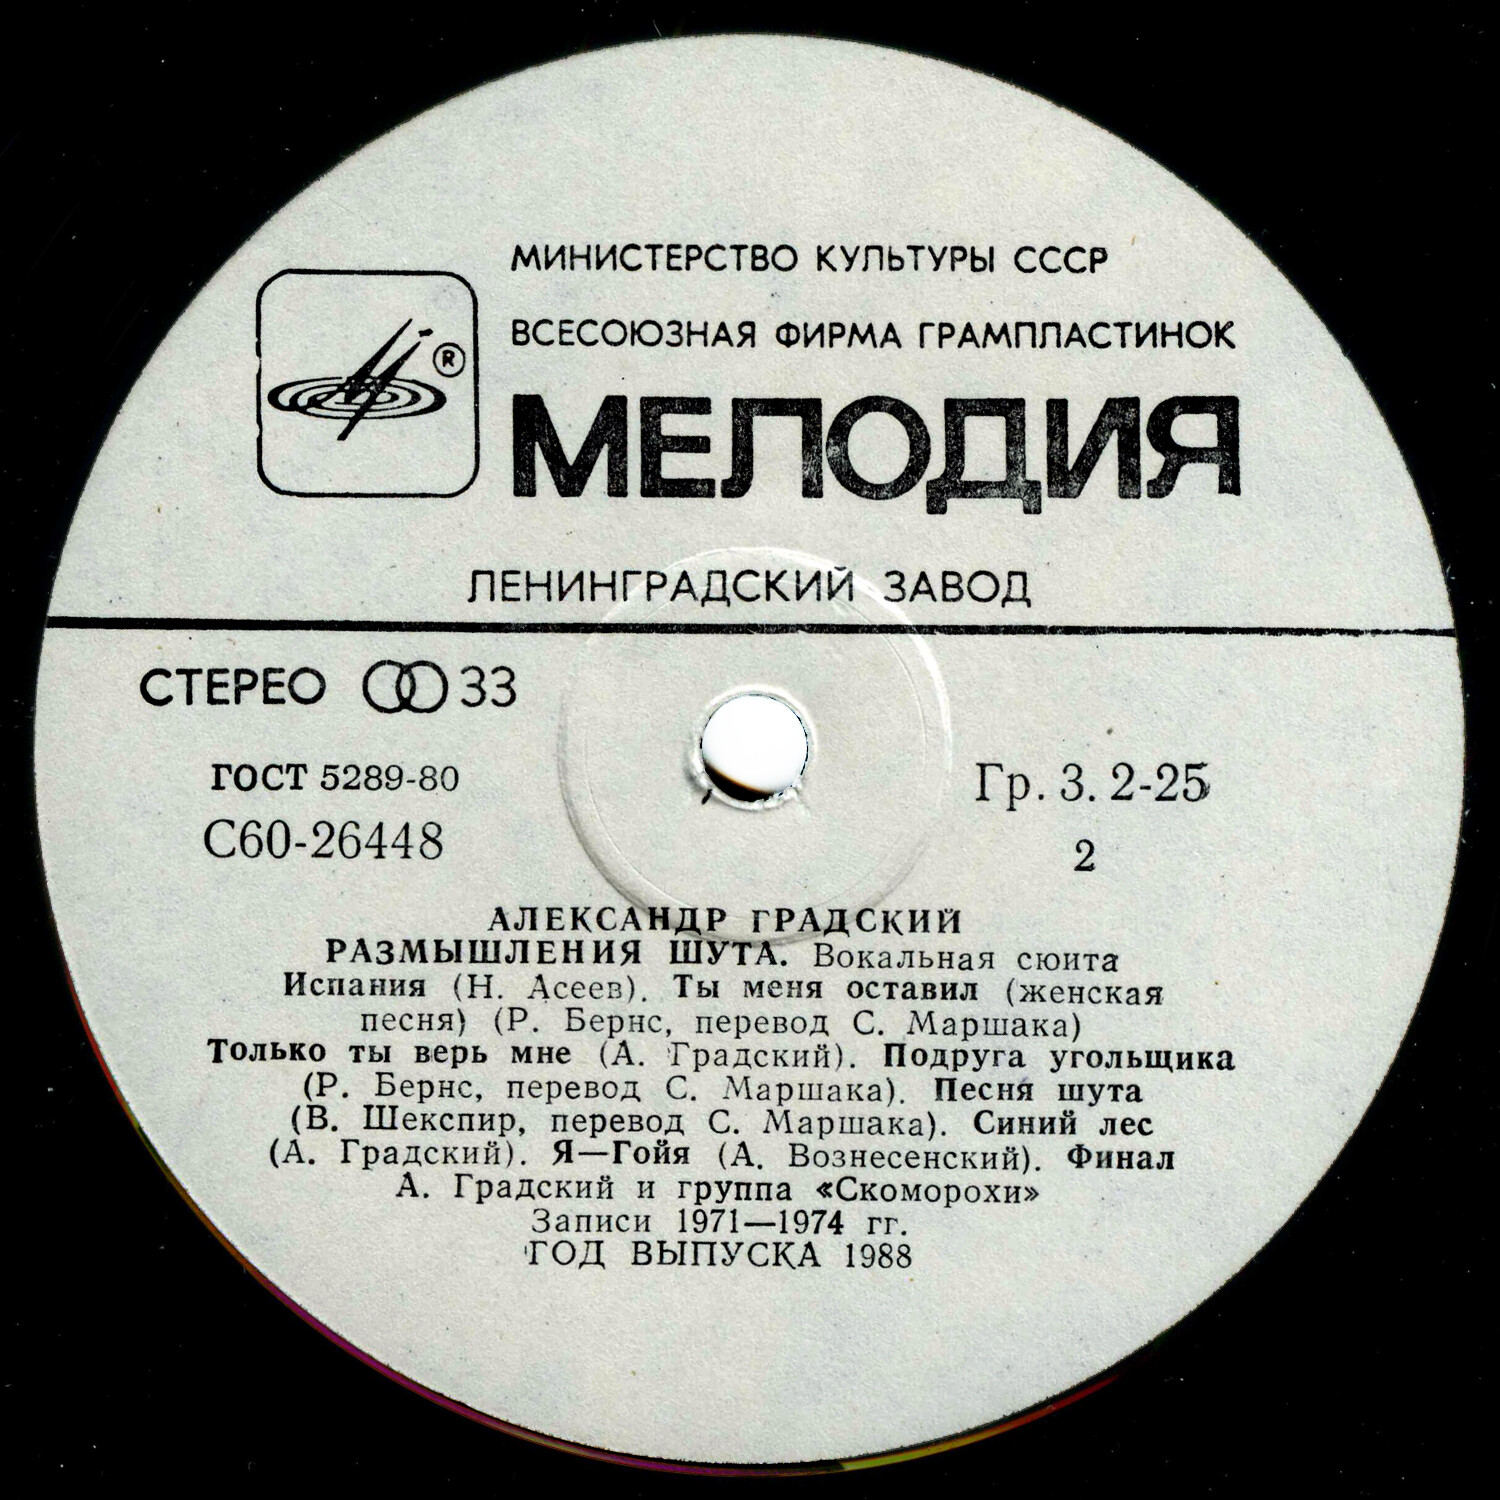 МИНИСТЕРСТВО КУЛЬТУРЫ СССР
ВСЕСОЮЗНАЯ ФИРМА ГРАМПЛАСТИНОК
®
МЕЛОДИЯ
ЛЕНИНГРАДСКИЙ ЗАВОД
СТЕРЕО 33
ГОСТ 5289-80
Гр. 3. 2-25
С60-26448
2
АЛЕКСАНДР ГРАДСКИЙ
РАЗМЫШЛЕНИЯ ШУТА. Вокальная сюита
Испания (Н. Асеев). Ты меня оставил (женская
песня) (Р. Бернс, перевод С. Маршака)
Только ты верь мне (А. Градский). Подруга угольщика
(Р. Бернс, перевод С. Маршака). Песня шута
(В. Шекспир, перевод С. Маршака). Синий лес
(А. Градский). Я—Гойя (А. Вознесенский). Финал
А. Градский и группа «Скоморохи»
Записи 1971—1974 гг.
ГОД ВЫПУСКА 1988